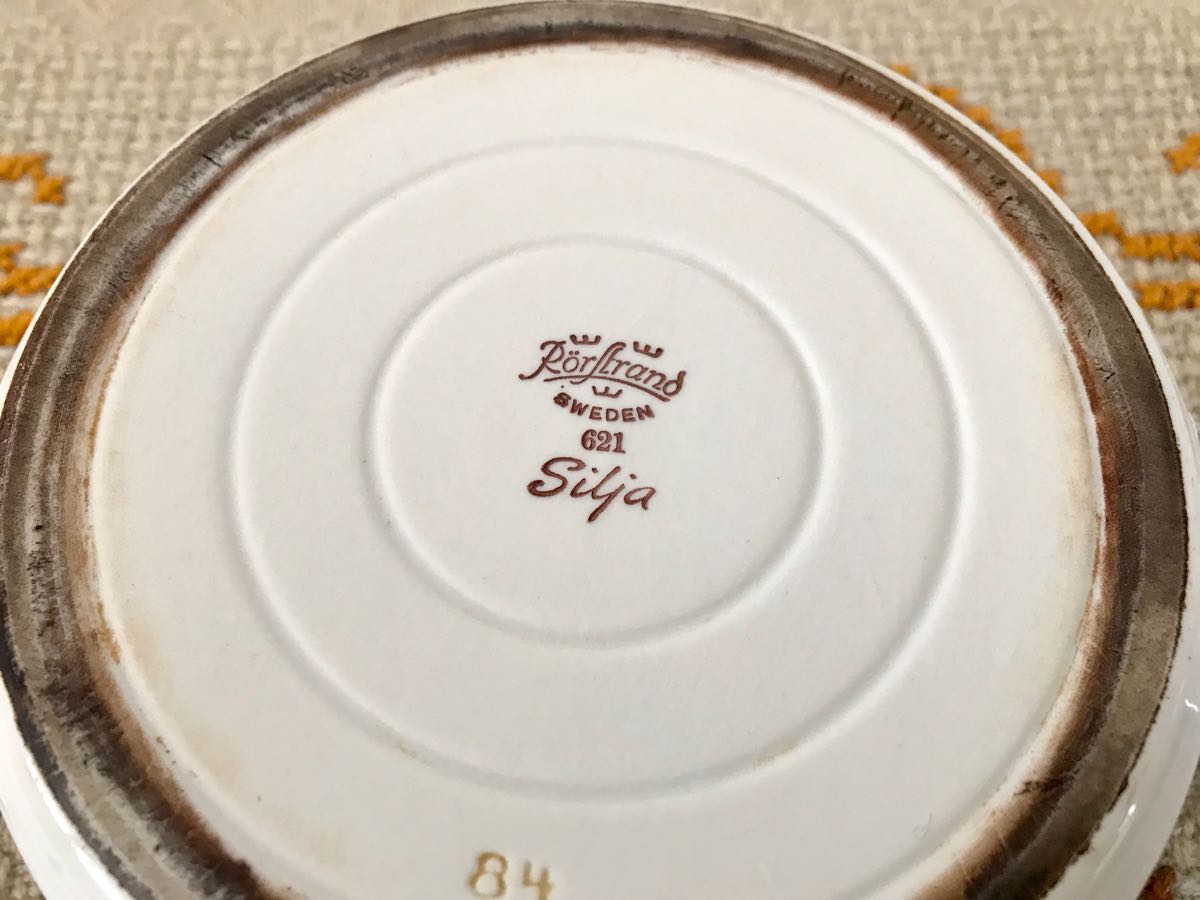 Rörstrand
SWEDEN
621
Silja
84